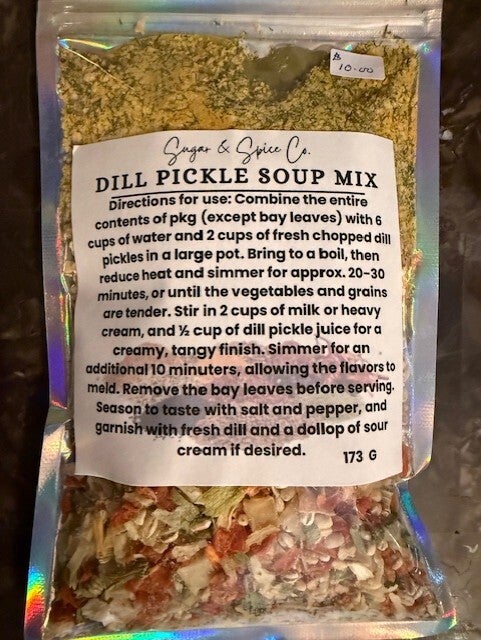 B
10.00
Sugar & Spice Co.
DILL PICKLE SOUP MIX
Directions for use: Combine the entire
contents of pkg (except bay leaves) with 6
cups of water and 2 cups of fresh chopped dill
pickles in a large pot. Bring to a boil, then
reduce heat and simmer for approx. 20-30
minutes, or until the vegetables and grains
are tender. Stir in 2 cups of milk or heavy
cream, and ½ cup of dill pickle juice for a
creamy, tangy finish. Simmer for an
additional 10 minuters, allowing the flavors to
meld. Remove the bay leaves before serving.
Season to taste with salt and pepper, and
garnish with fresh dill and a dollop of sour
cream if desired.
173 G